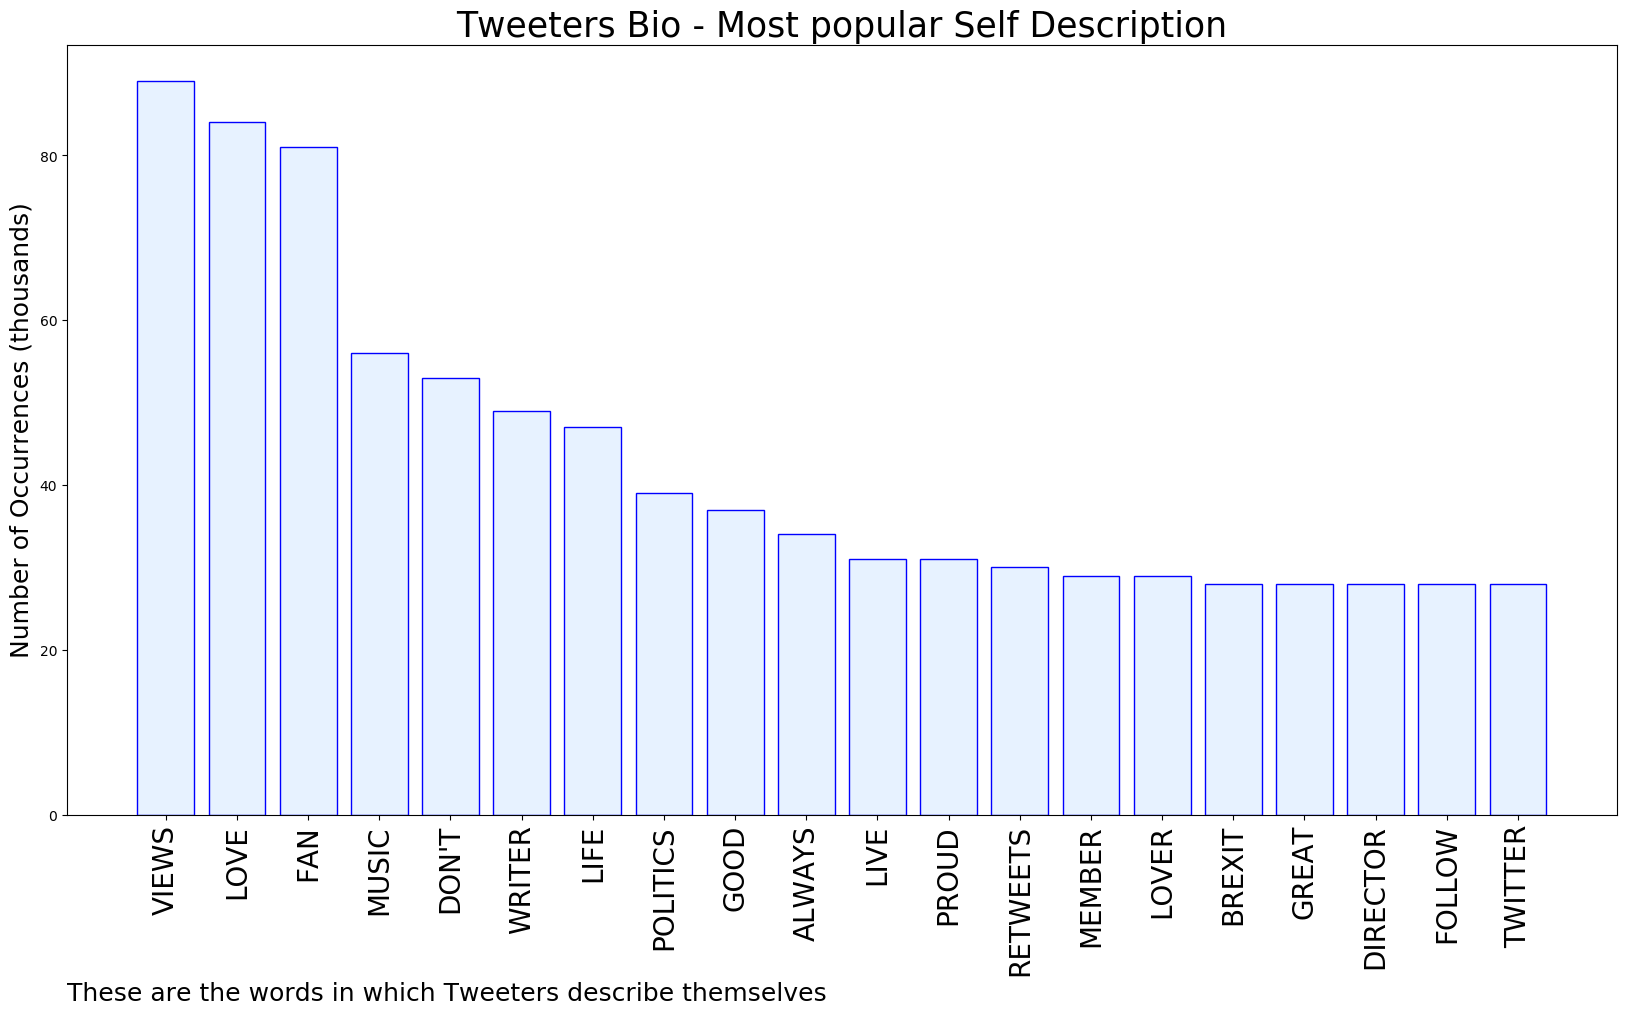 Tweeters Bio - Most popular Self Description
Number of Occurrences (thousands)
80
60
40
20
0
VIEWS
LOVE
FAN
MUSIC
DON'T
WRITER
LIFE
POLITICS
GOOD
ALWAYS
LIVE
PROUD
RETWEETS
MEMBER
LOVER
BREXIT
GREAT
DIRECTOR
FOLLOW
TWITTER
These are the words in which Tweeters describe themselves